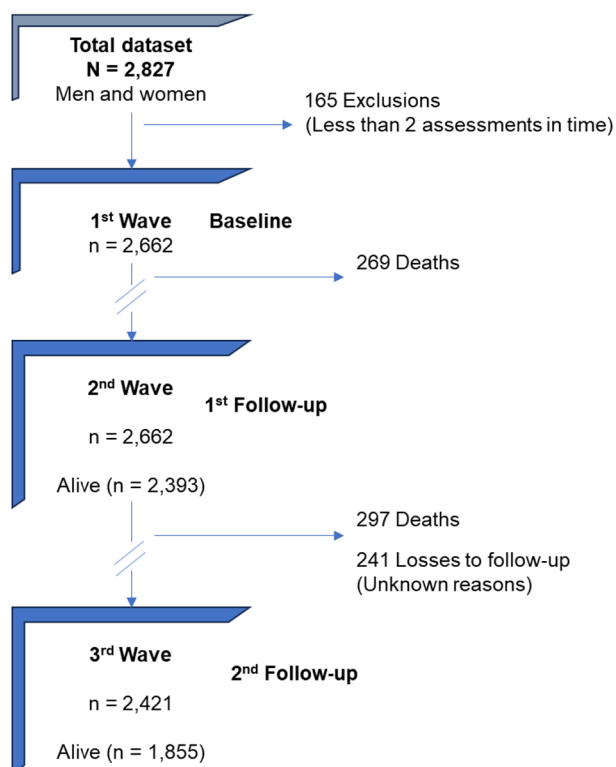 Total dataset
N = 2,827
Men and women
165 Exclusions
(Less than 2 assessments in time)
1st Wave Baseline
n = 2,662
269 Deaths
2nd Wave
1st Follow-up
n = 2,662
Alive (n = 2,393)
297 Deaths
241 Losses to follow-up
(Unknown reasons)
3rd Wave
2nd Follow-up
n = 2,421
Alive (n = 1,855)